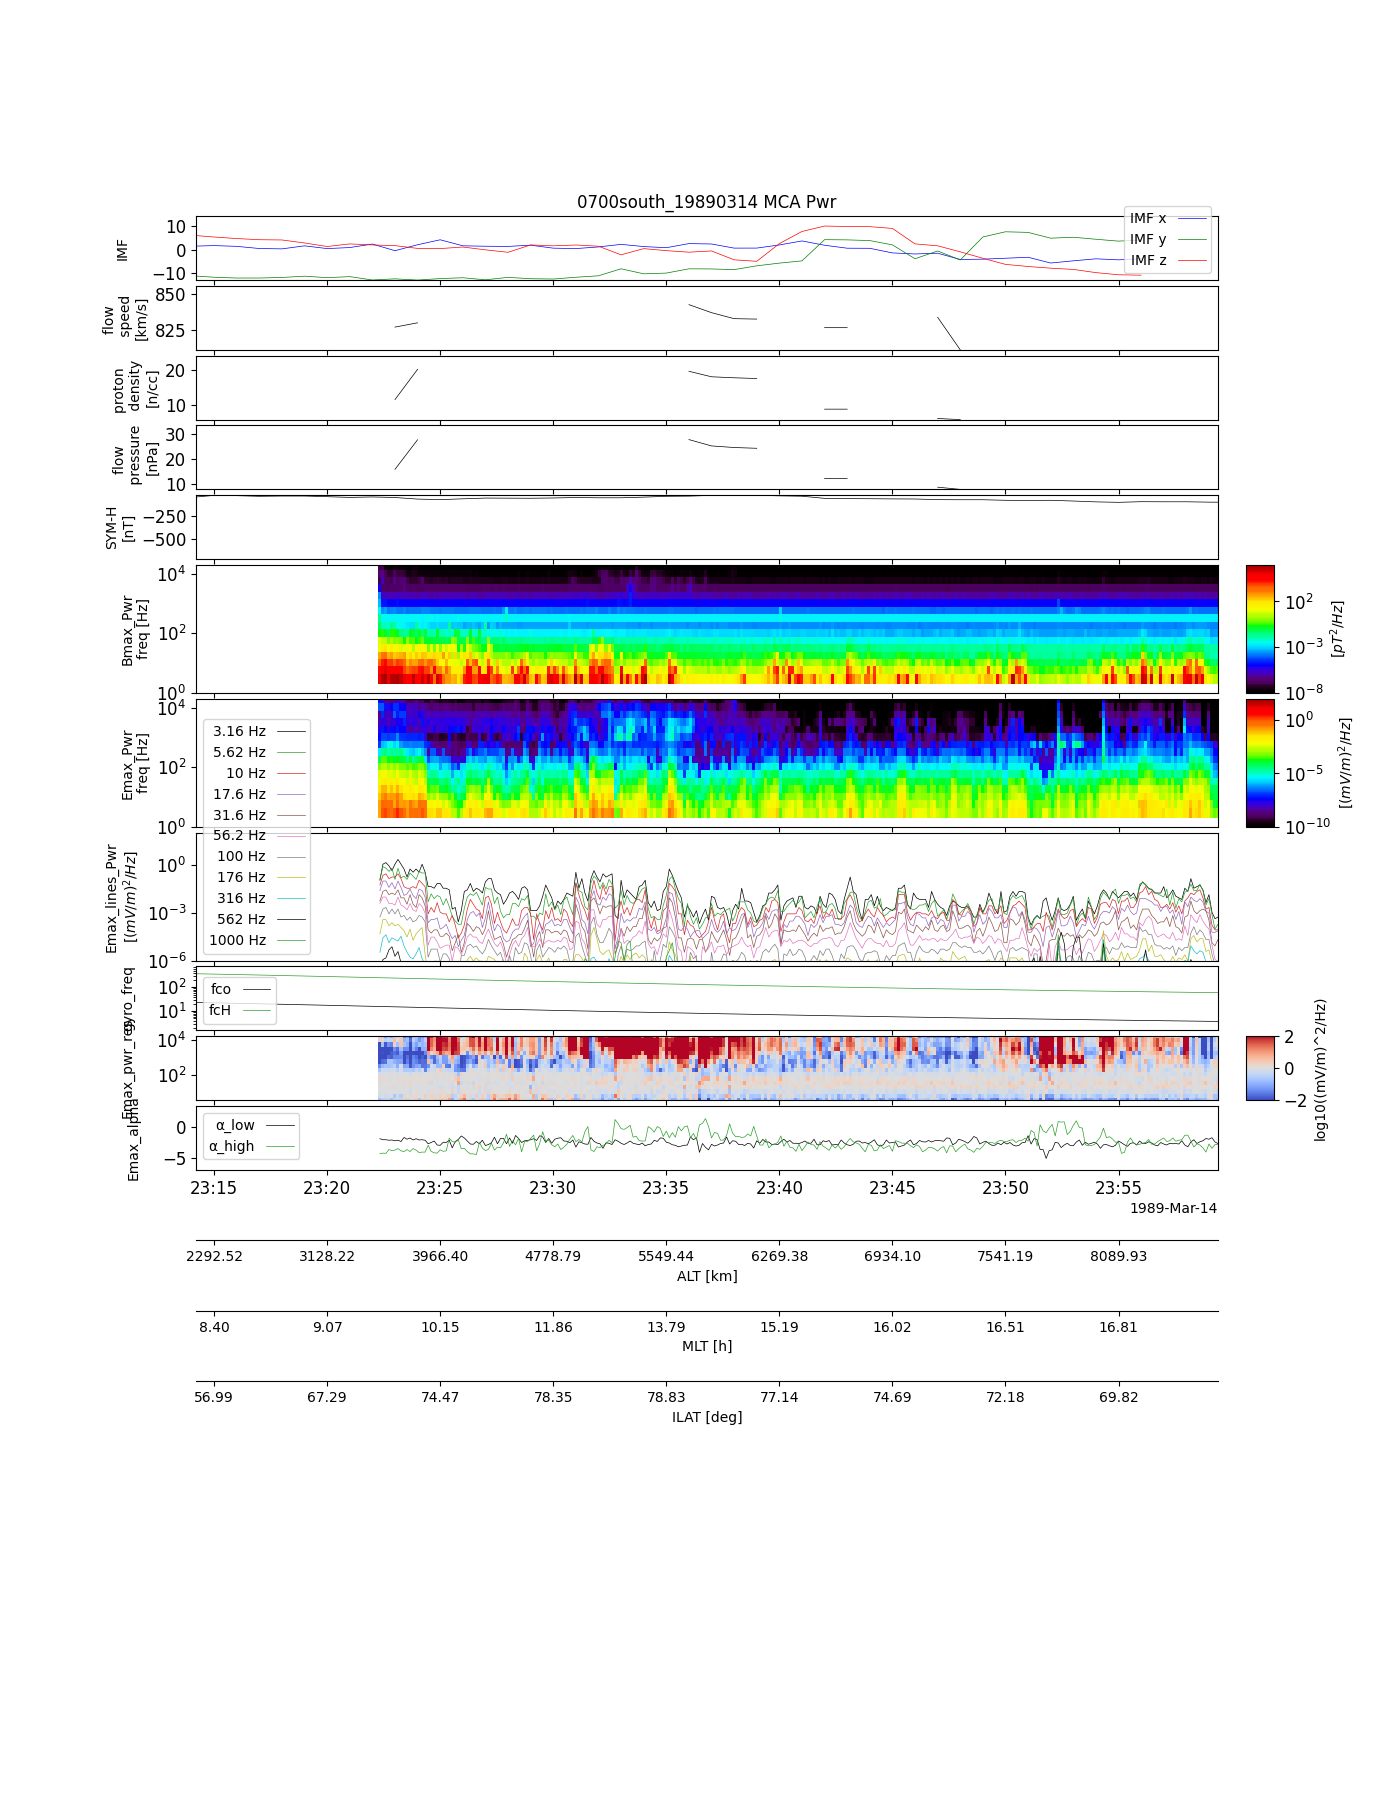 0700south_19890314 MCA Pwr
IMF
10
0
−10
IMF x
IMF y
IMF z
flow
speed
[km/s]
850
825
proton
density
[n/cc]
20
10
flow
pressure
[nPa]
30
20
10
SYM-H
[nT]
−250
−500
Bmax_Pwr
freq [Hz]
10^4
10^2
10^0
10^2
10^−3
10^−8
[pT^2/Hz]
Emax_Pwr
freq [Hz]
10^4
10^2
10^0
10^0
10^−5
10^−10
[(mV/m)^2/Hz]
3.16 Hz
5.62 Hz
10 Hz
17.6 Hz
31.6 Hz
56.2 Hz
100 Hz
176 Hz
316 Hz
562 Hz
1000 Hz
Emax_lines_Pwr
[(mV/m)^2/Hz]
10^0
10^−3
10^−6
gyro_freq
10^2
10^1
fco
fcH
Emax_pwr_res
10^4
10^2
2
0
−2
log10((mV/m)^2/Hz)
Emax_alpha
0
−5
α_low
α_high
23:15 23:20 23:25 23:30 23:35 23:40 23:45 23:50 23:55
1989-Mar-14
2292.52 3128.22 3966.40 4778.79 5549.44 6269.38 6934.10 7541.19 8089.93
ALT [km]
8.40 9.07 10.15 11.86 13.79 15.19 16.02 16.51 16.81
MLT [h]
56.99 67.29 74.47 78.35 78.83 77.14 74.69 72.18 69.82
ILAT [deg]